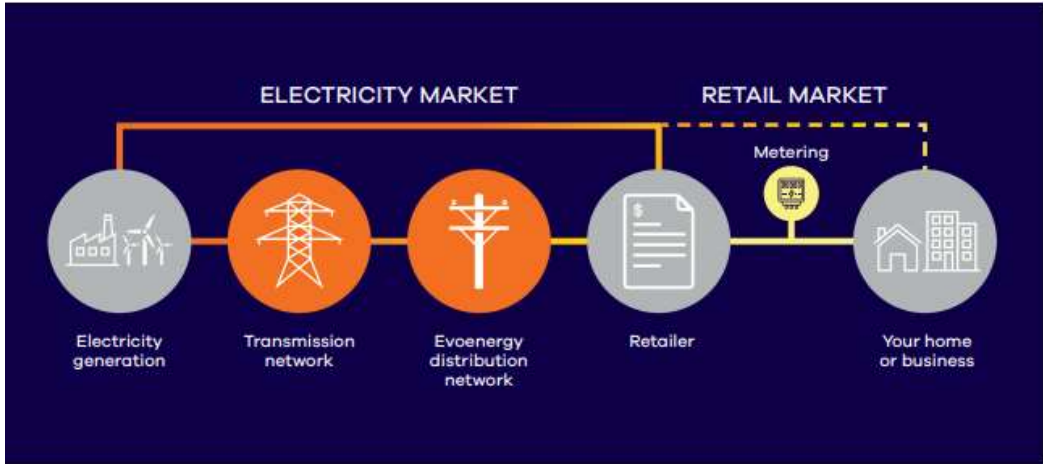 ELECTRICITY MARKET
RETAIL MARKET
Metering
$
Electricity
generation
Transmission
network
Evoenergy
distribution
network
Retailer
Your home
or business